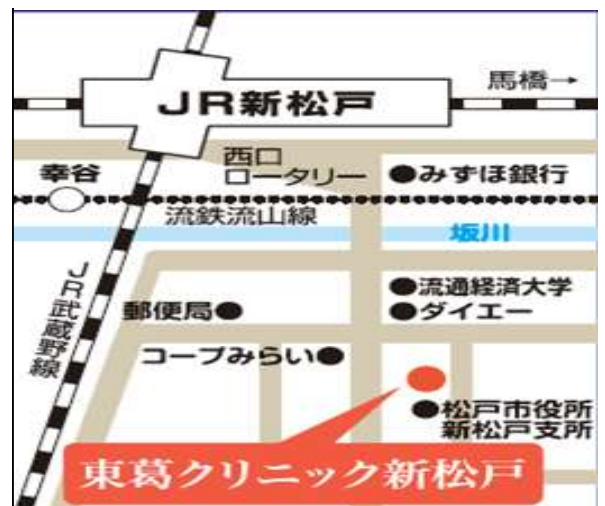 馬橋→
JR新松戸
西口
ロータリー
幸谷
みずほ銀行
流鉄流山線
坂川
JR武蔵野線
流通経済大学
ダイエー
郵便局
コープみらい
松戸市役所
新松戸支所
東葛クリニック新松戸